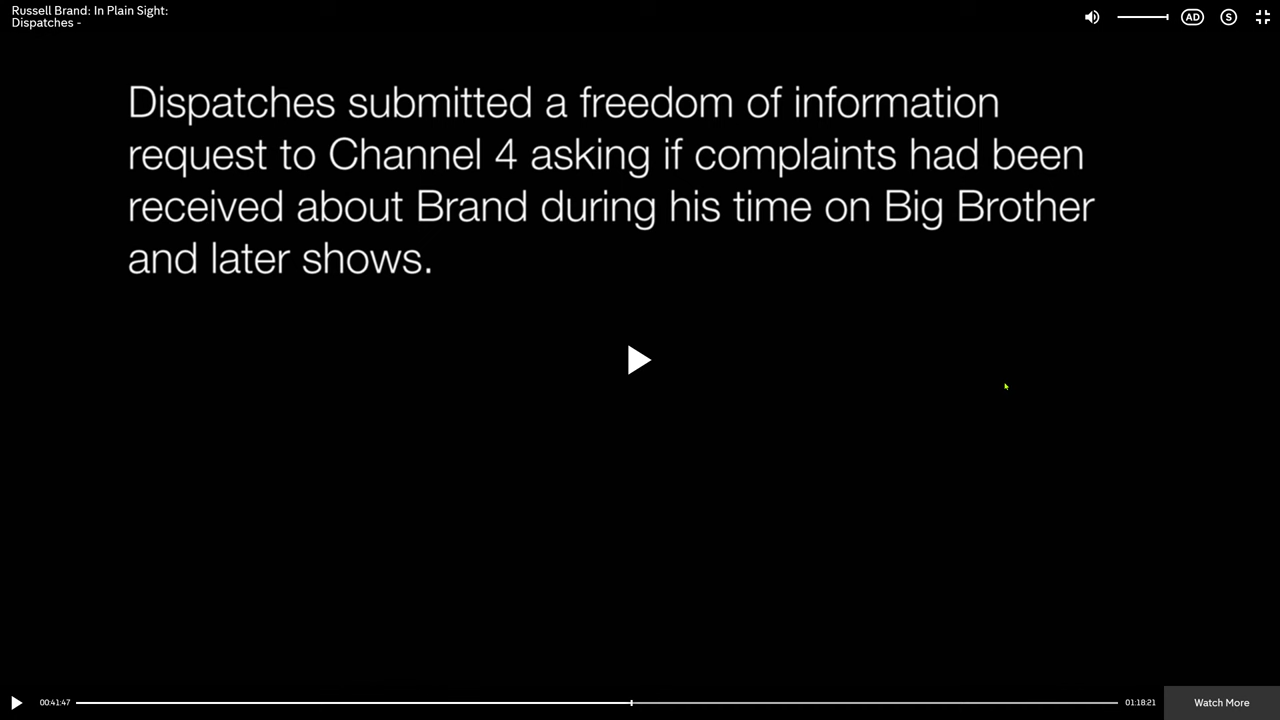 Russell Brand: In Plain Sight:
Dispatches -
AD
S
Dispatches submitted a freedom of information
request to Channel 4 asking if complaints had been
received about Brand during his time on Big Brother
and later shows.
00:41:47
01:18:21
Watch More